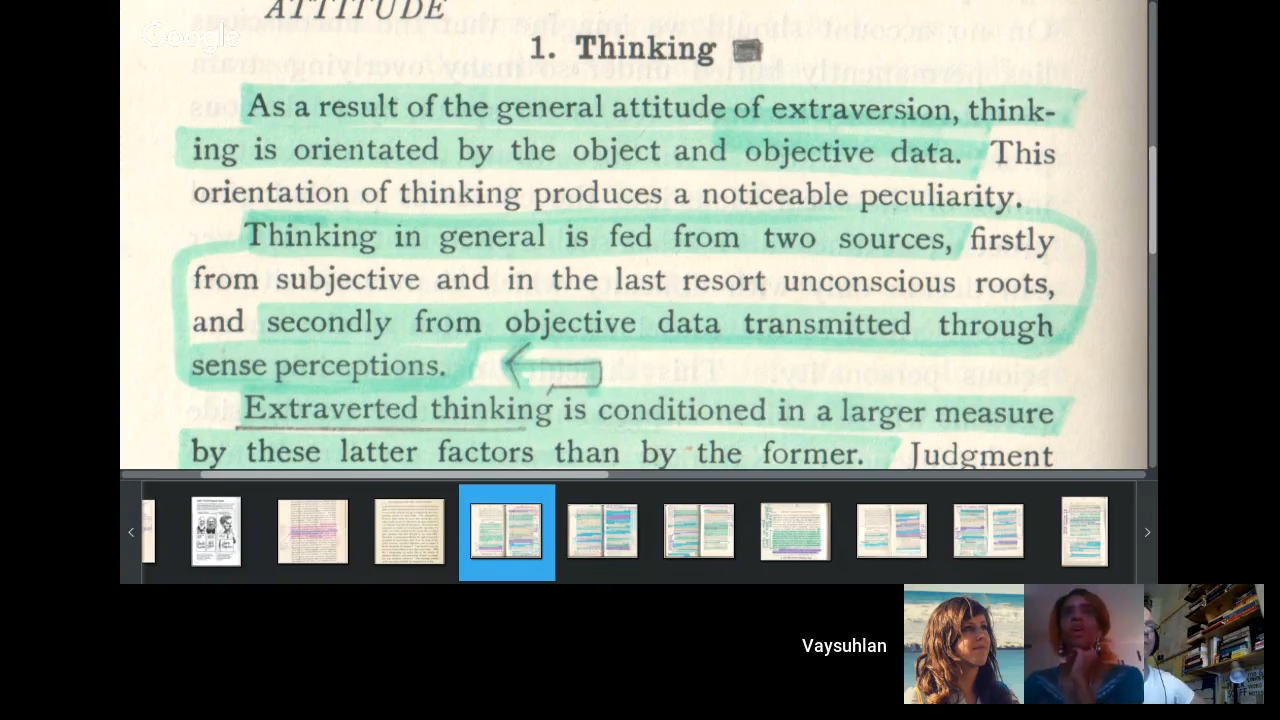 ATTITUDE
Google
1. Thinking
As a result of the general attitude of extraversion, think-
ing is orientated by the object and objective data. This
orientation of thinking produces a noticeable peculiarity.
Thinking in general is fed from two sources, firstly
from subjective and in the last resort unconscious roots,
and secondly from objective data transmitted through
sense perceptions.
Extraverted thinking is conditioned in a larger measure
by these latter factors than by the former. Judgment
Vaysuhlan